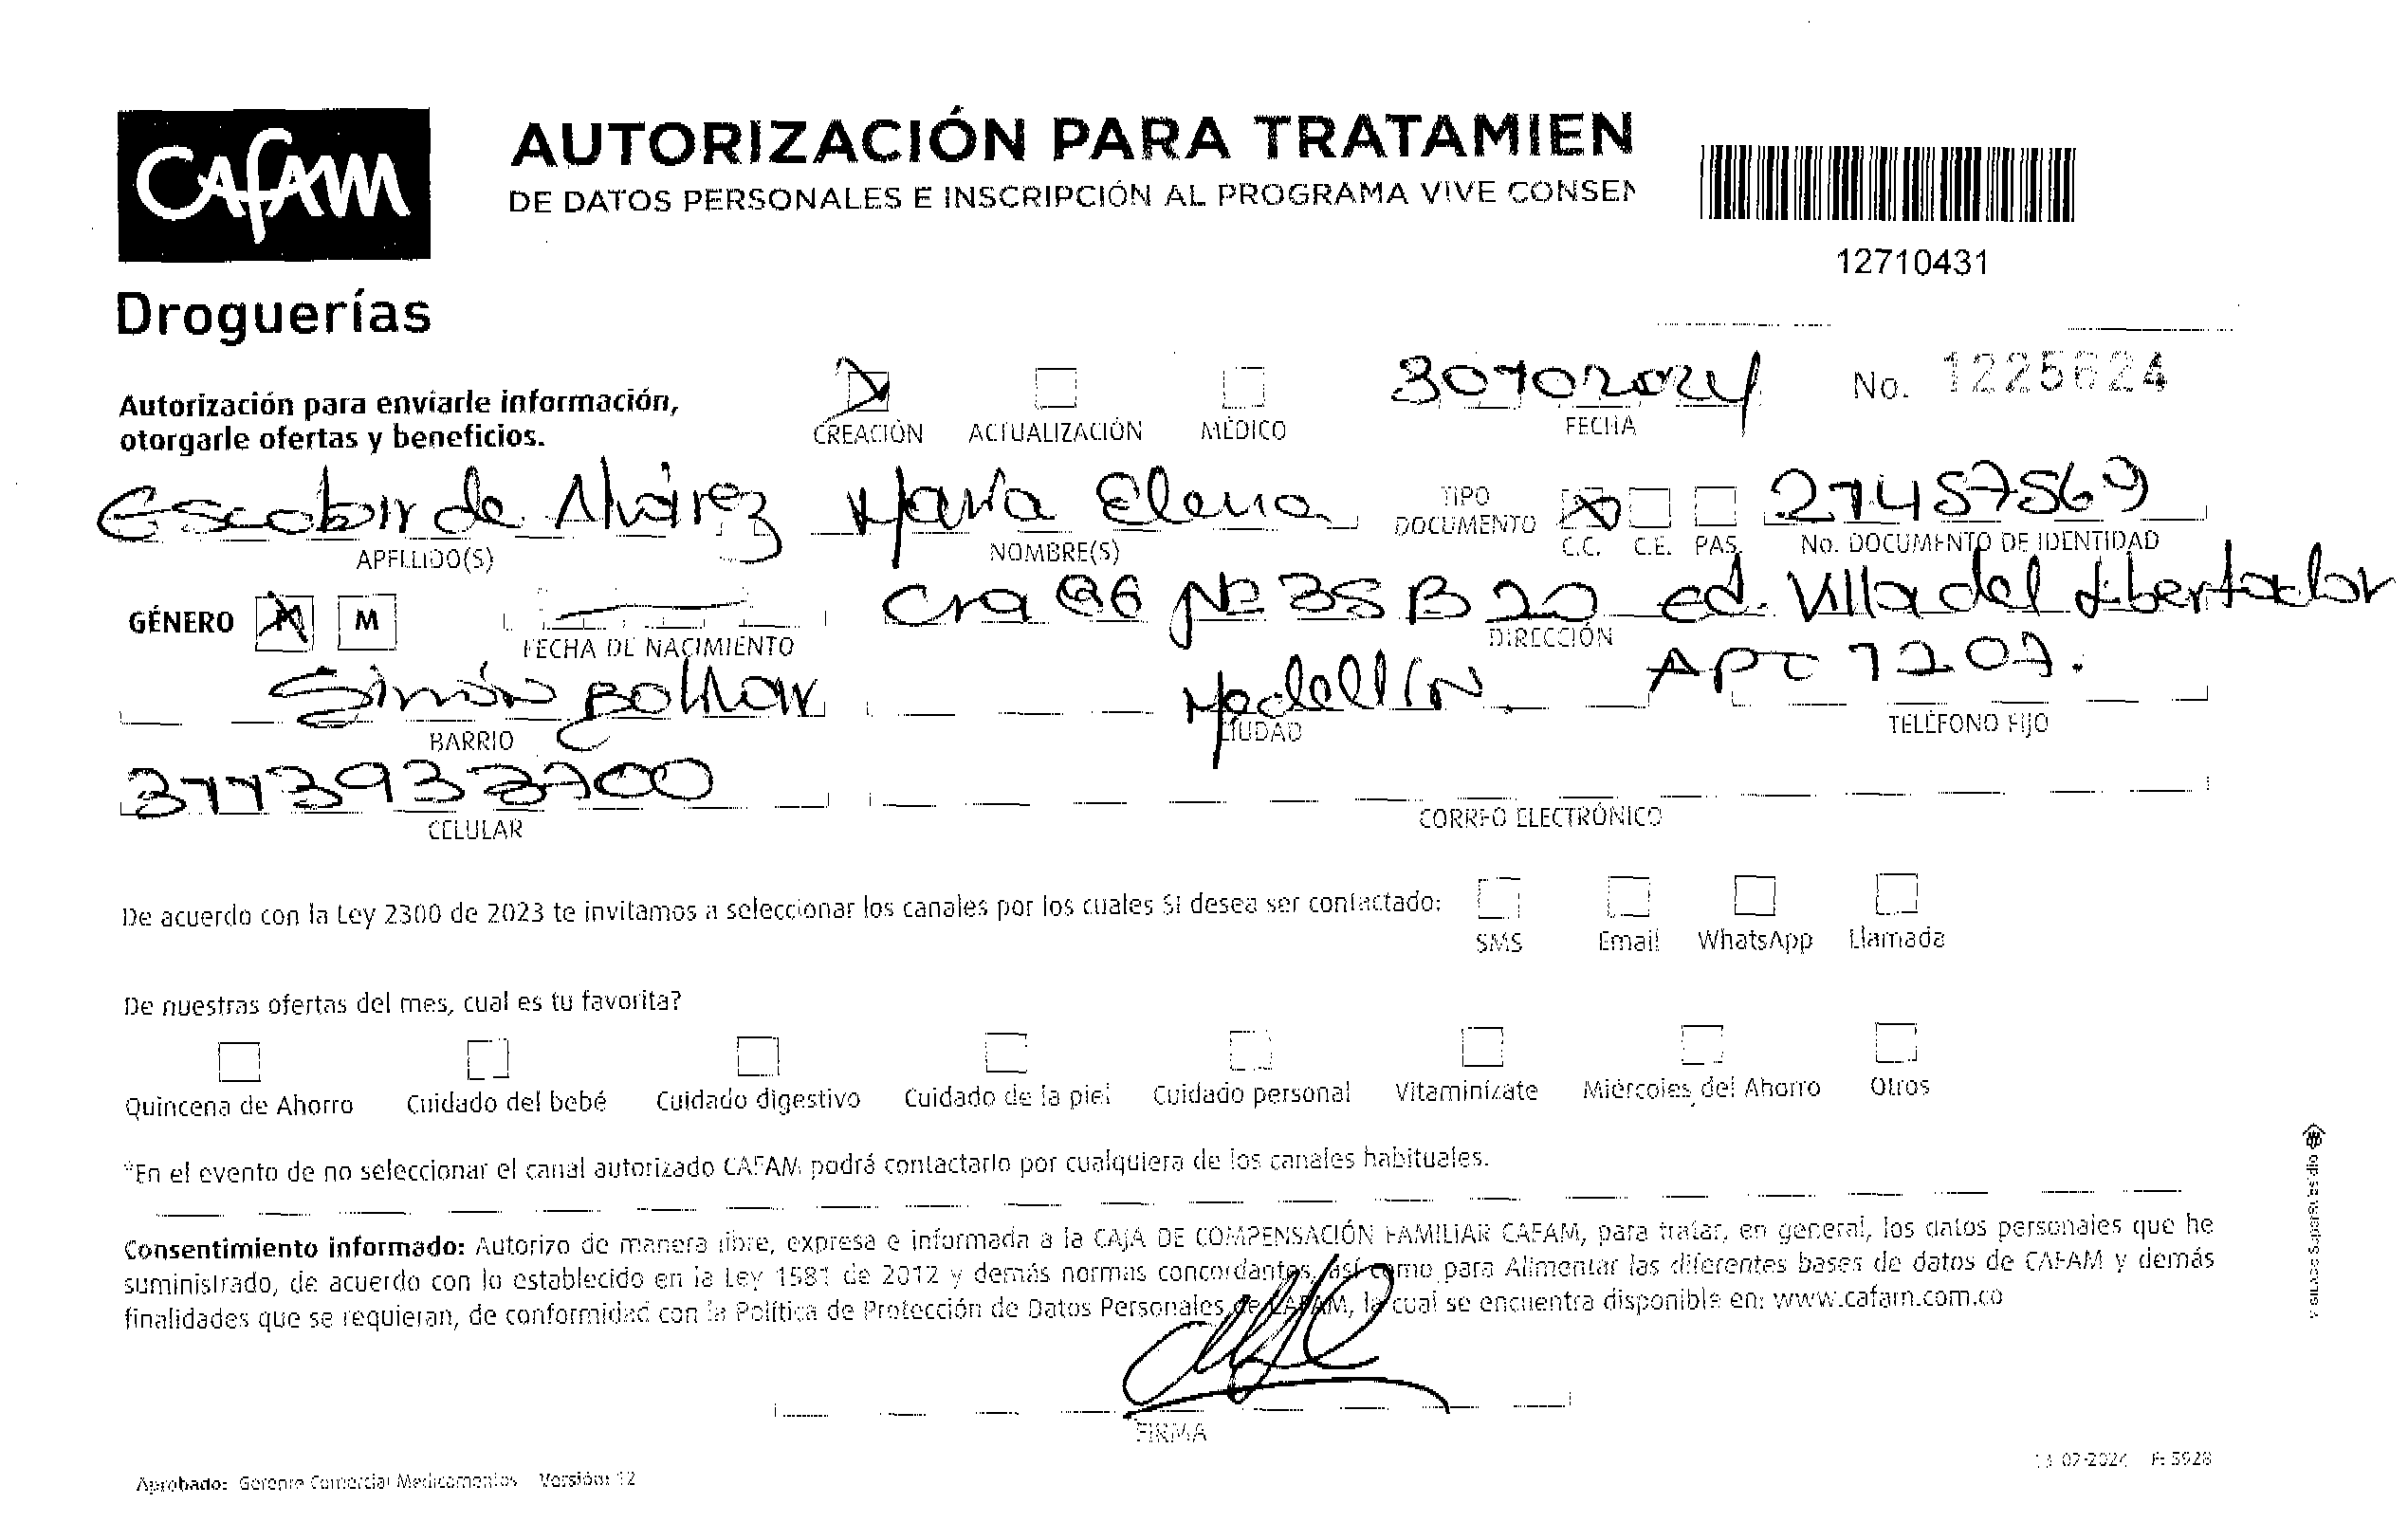 CAFAM
Droguerías
AUTORIZACIÓN PARA TRATAMIEN
DE DATOS PERSONALES E INSCRIPCIÓN AL PROGRAMA VIVE CONSEN
12710431
Autorización para enviarle información,
otorgarle ofertas y beneficios.
CREACIÓN ACTUALIZACIÓN MÉDICO
30102024
FECHA
No. 1225624
Escobar de Alvárez María Elena
APELLIDO(S) NOMBRE(S)
TIPO DOCUMENTO C.C. C.E. PAS.
27457569
No. DOCUMENTO DE IDENTIDAD
GÉNERO M
FECHA DE NACIMIENTO
Cra 86 Nº 35 B 20 ed. Villa del Libertador
DIRECCIÓN
Simón Bolívar Medellín. APT 1207.
BARRIO CIUDAD TELÉFONO FIJO
3113933700
CELULAR CORREO ELECTRÓNICO
De acuerdo con la Ley 2300 de 2023 te invitamos a seleccionar los canales por los cuales SI desea ser contactado:
SMS Email WhatsApp Llamada
De nuestras ofertas del mes, cual es tu favorita?
Quincena de Ahorro Cuidado del bebé Cuidado digestivo Cuidado de la piel Cuidado personal Vitaminízate Miércoles del Ahorro Otros
*En el evento de no seleccionar el canal autorizado CAFAM podrá contactarlo por cualquiera de los canales habituales.
Consentimiento informado: Autorizo de manera libre, expresa e informada a la CAJA DE COMPENSACIÓN FAMILIAR CAFAM, para tratar, en general, los datos personales que he
suministrado, de acuerdo con lo establecido en la Ley 1581 de 2012 y demás normas concordantes, así como para Alimentar las diferentes bases de datos de CAFAM y demás
finalidades que se requieran, de conformidad con la Política de Protección de Datos Personales de CAFAM, la cual se encuentra disponible en: www.cafam.com.co
FIRMA
Aprobado: Gerente Comercial Medicamentos Versión: 12
13-02-2024 F: 5928
VIGILADO SuperSubsidio